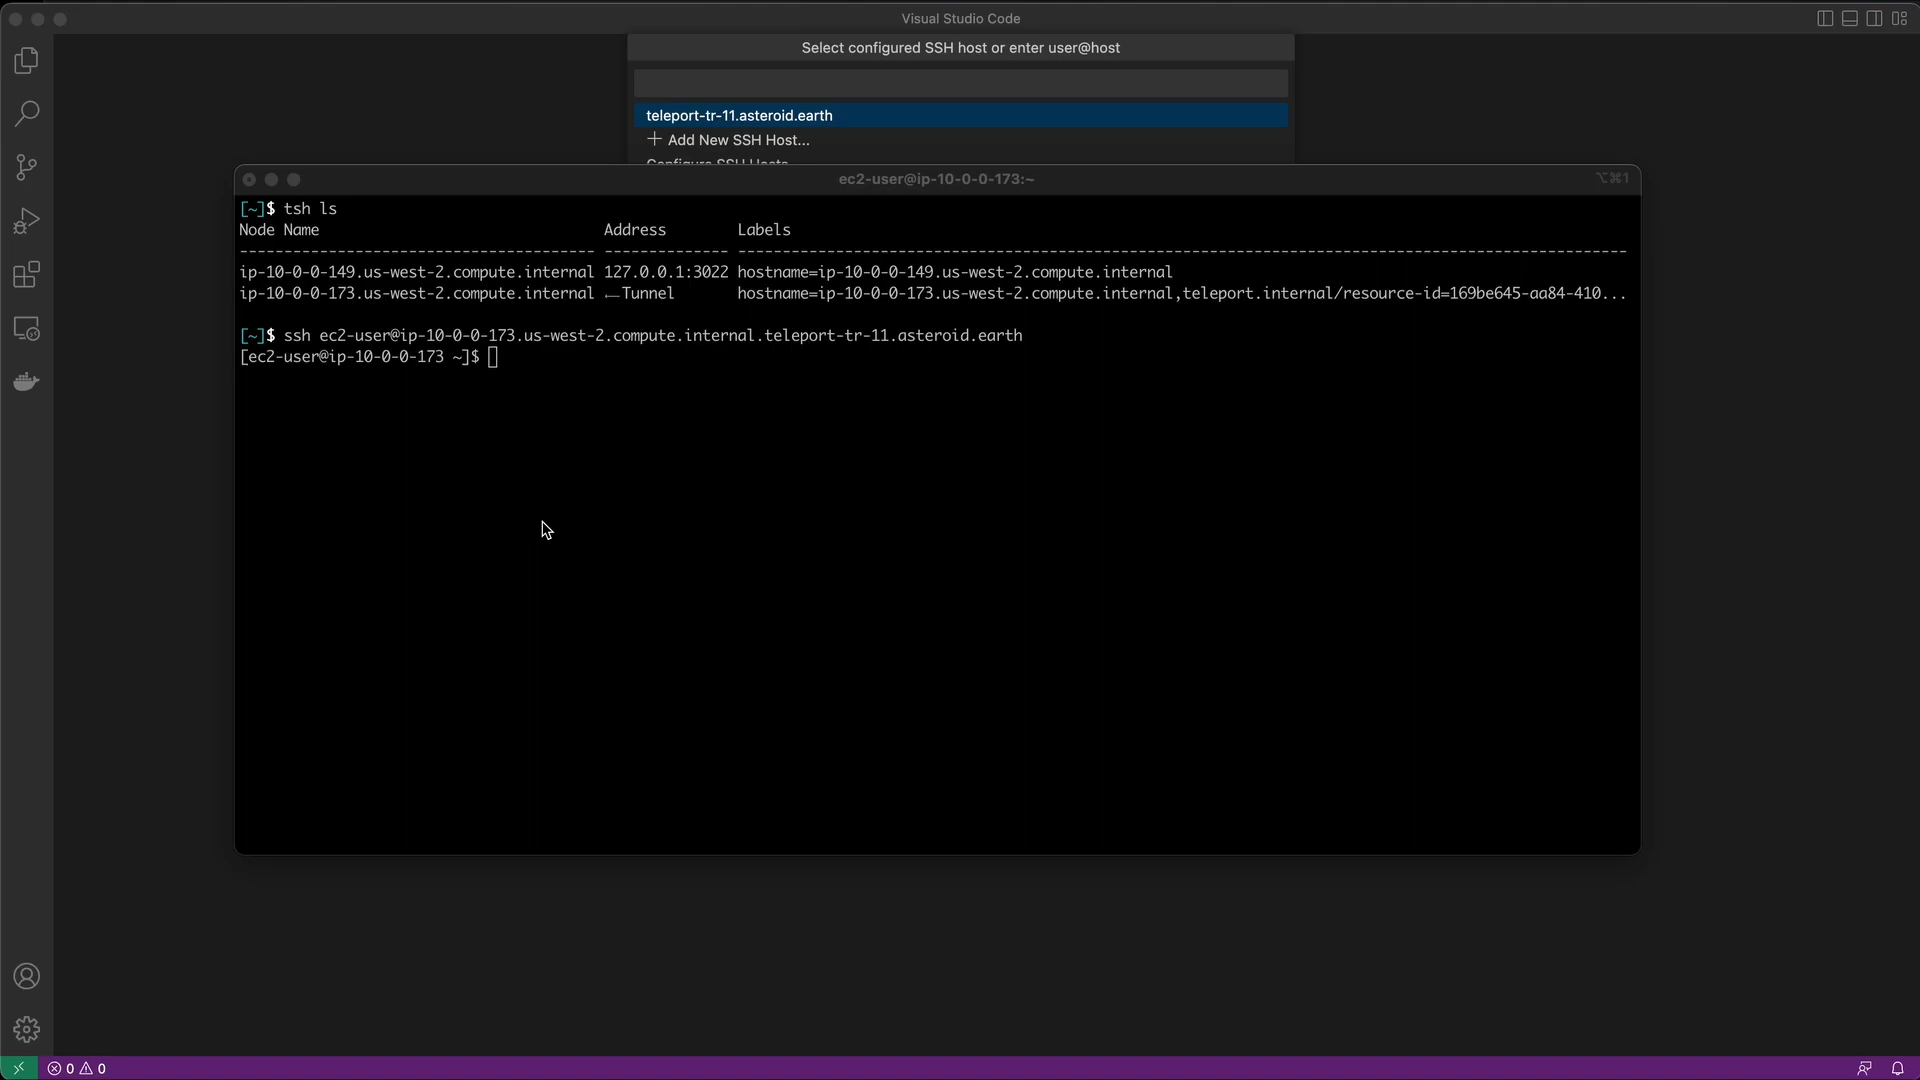 Visual Studio Code
Select configured SSH host or enter user@host
teleport-tr-11.asteroid.earth
Add New SSH Host...
Configure SSH Hosts...
ec2-user@ip-10-0-0-173:~
⌥⌘1
[~]$ tsh ls
Node Name Address Labels
---------------------------------------- -------------- ----------------------------------------------------------------------------------------------------
ip-10-0-0-149.us-west-2.compute.internal 127.0.0.1:3022 hostname=ip-10-0-0-149.us-west-2.compute.internal
ip-10-0-0-173.us-west-2.compute.internal ⟵Tunnel hostname=ip-10-0-0-173.us-west-2.compute.internal,teleport.internal/resource-id=169be645-aa84-410...
[~]$ ssh ec2-user@ip-10-0-0-173.us-west-2.compute.internal.teleport-tr-11.asteroid.earth
[ec2-user@ip-10-0-0-173 ~]$
0 0